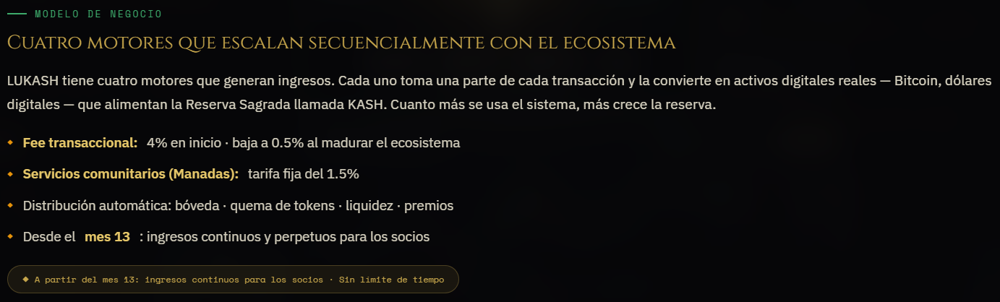 MODELO DE NEGOCIO
CUATRO MOTORES QUE ESCALAN SECUENCIALMENTE CON EL ECOSISTEMA
LUKASH tiene cuatro motores que generan ingresos. Cada uno toma una parte de cada transacción y la convierte en activos digitales reales — Bitcoin, dólares
digitales — que alimentan la Reserva Sagrada llamada KASH. Cuanto más se usa el sistema, más crece la reserva.
Fee transaccional: 4% en inicio · baja a 0.5% al madurar el ecosistema
Servicios comunitarios (Manadas): tarifa fija del 1.5%
Distribución automática: bóveda · quema de tokens · liquidez · premios
Desde el mes 13 : ingresos continuos y perpetuos para los socios
◆ A partir del mes 13: ingresos continuos para los socios · Sin límite de tiempo